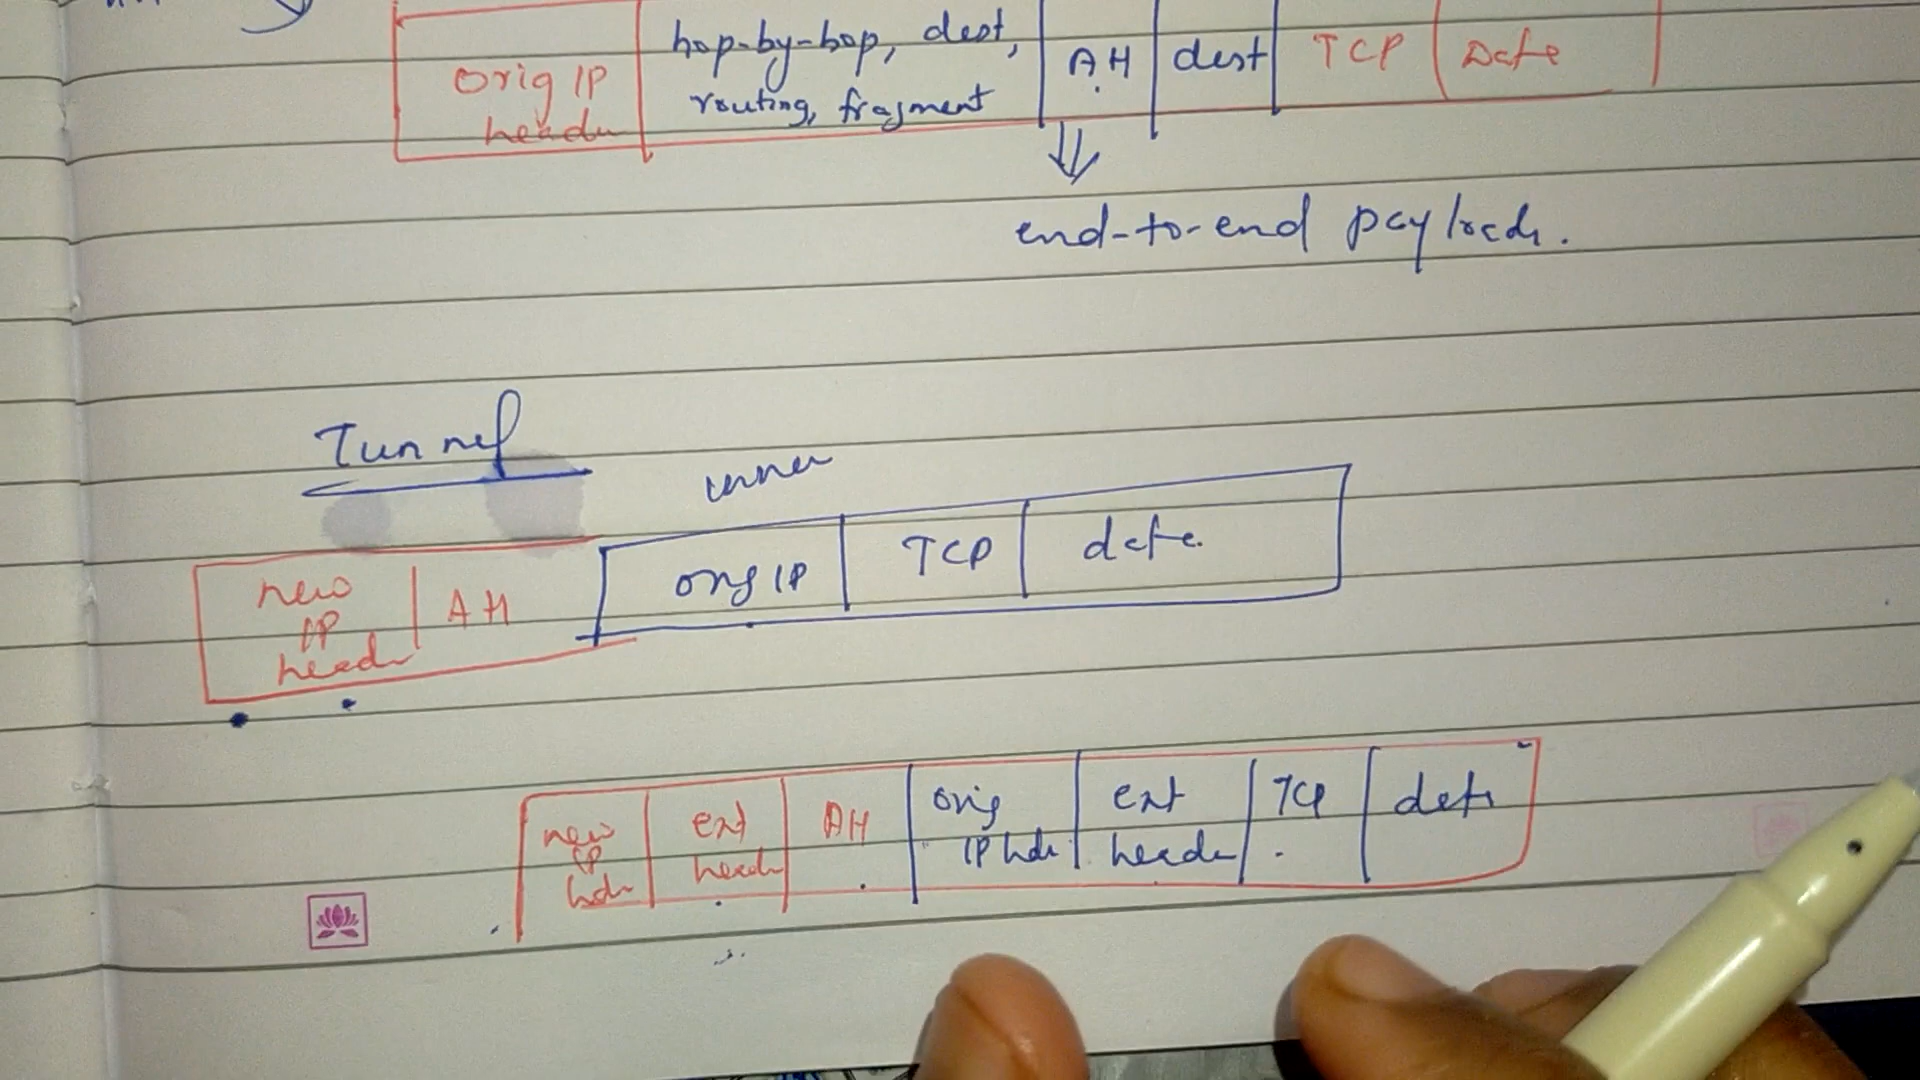 hop-by-hop, dest,
routing, fragment
Orig IP
header
AH
dest
TCP
Data
end-to-end payload.
Tunnel
inner
new
IP
header
AH
orig IP
TCP
data
new
IP
hdr
ext
header
AH
orig
IP hdr
ext
header
TCP
data